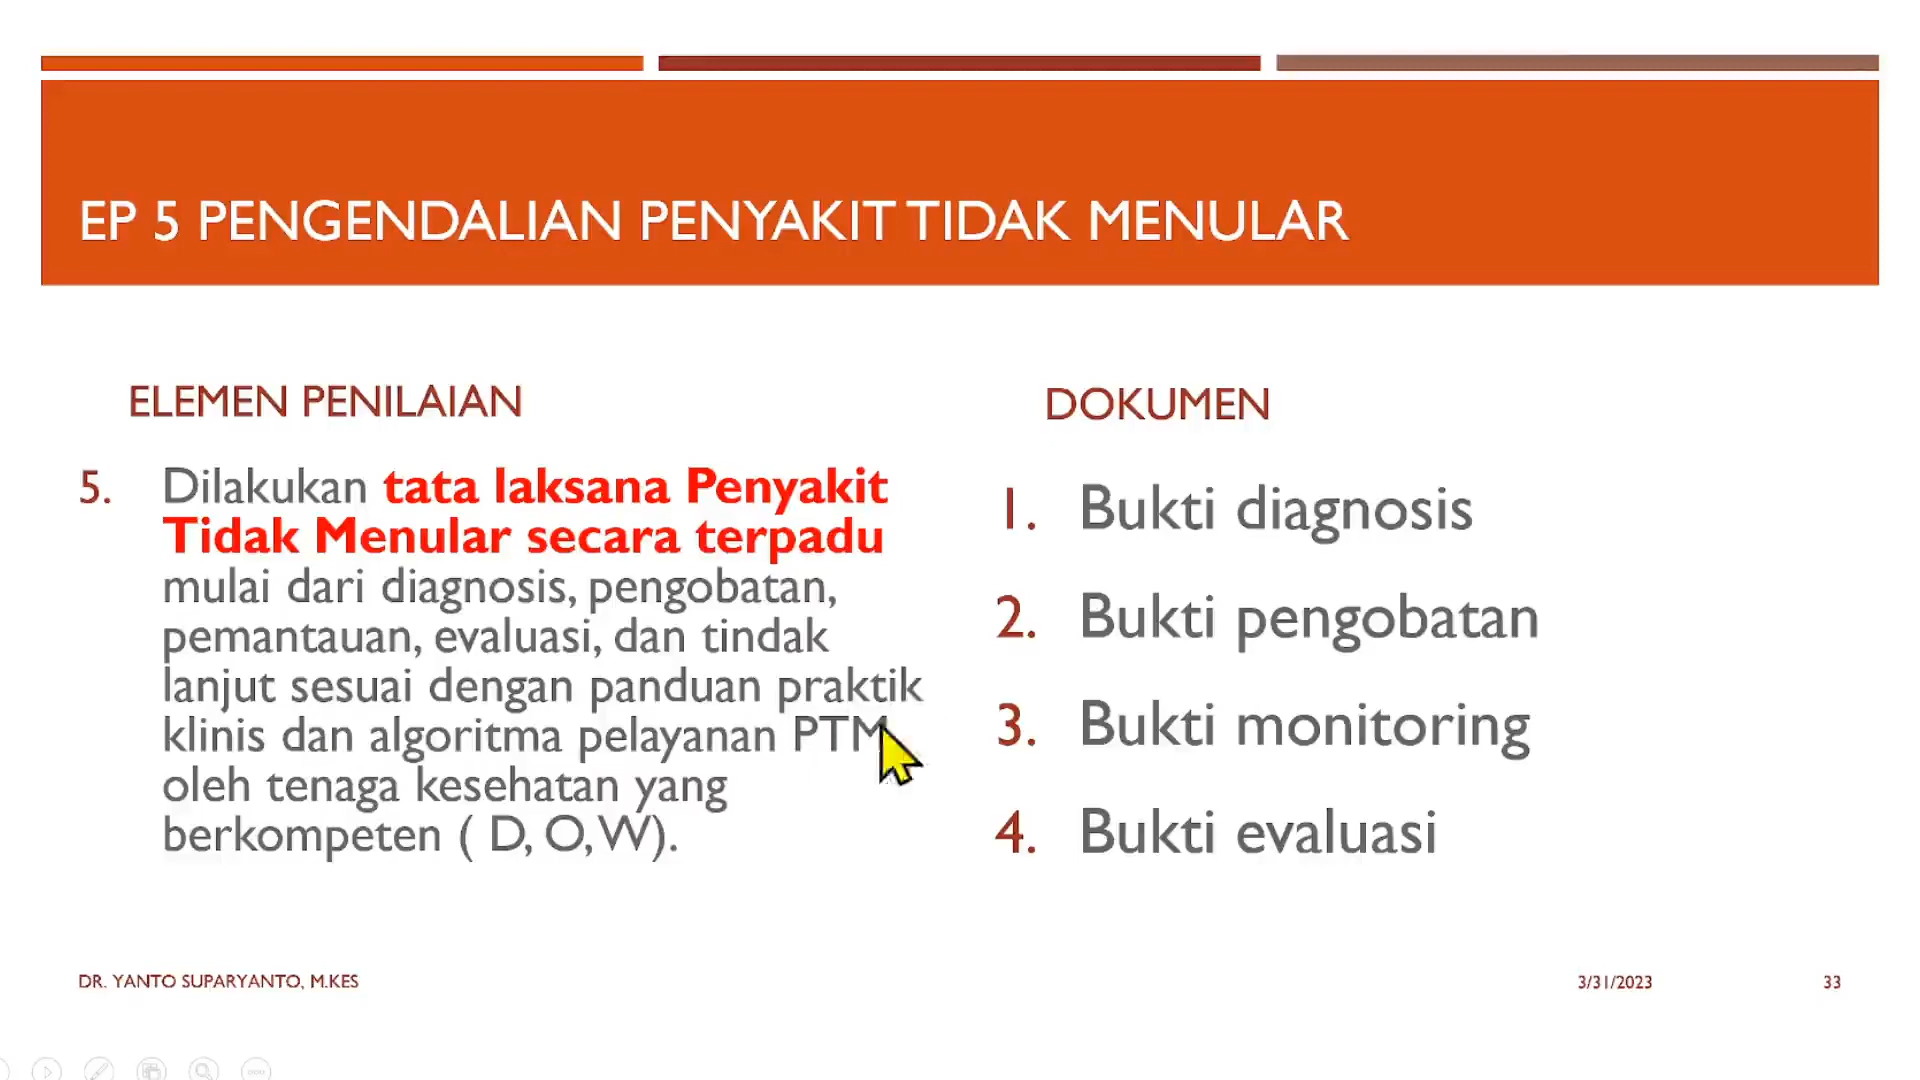 EP 5 PENGENDALIAN PENYAKIT TIDAK MENULAR
ELEMEN PENILAIAN
5. Dilakukan tata laksana Penyakit
Tidak Menular secara terpadu
mulai dari diagnosis, pengobatan,
pemantauan, evaluasi, dan tindak
lanjut sesuai dengan panduan praktik
klinis dan algoritma pelayanan PTM
oleh tenaga kesehatan yang
berkompeten ( D, O, W).
DOKUMEN
1. Bukti diagnosis
2. Bukti pengobatan
3. Bukti monitoring
4. Bukti evaluasi
DR. YANTO SUPARYANTO, M.KES
3/31/2023
33